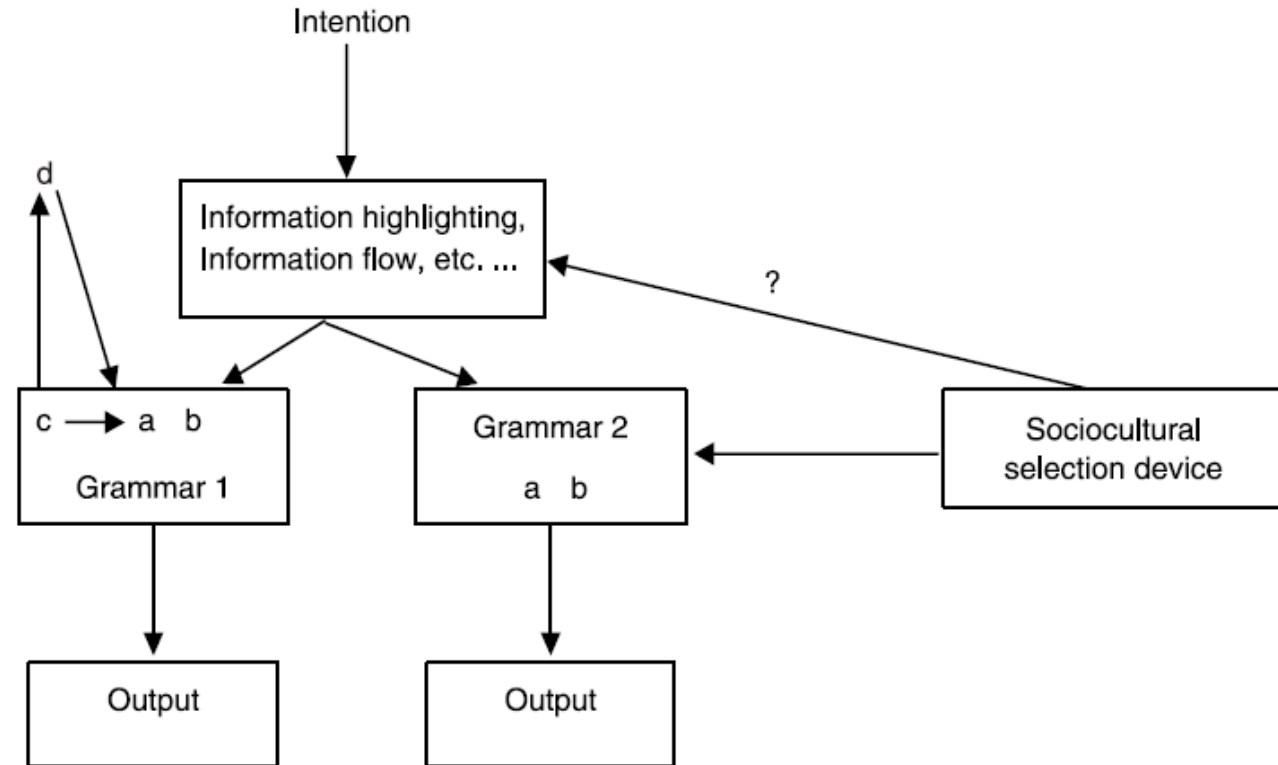 Intention
d
Information highlighting,
Information flow, etc. ...
?
c a b
Grammar 1
Grammar 2
a b
Sociocultural
selection device
Output
Output